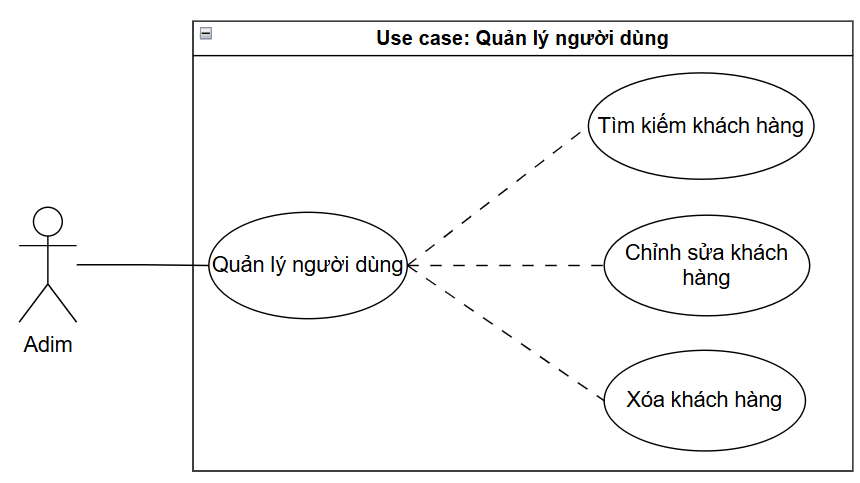 Use case: Quản lý người dùng
Tìm kiếm khách hàng
Quản lý người dùng
Chỉnh sửa khách
hàng
Adim
Xóa khách hàng